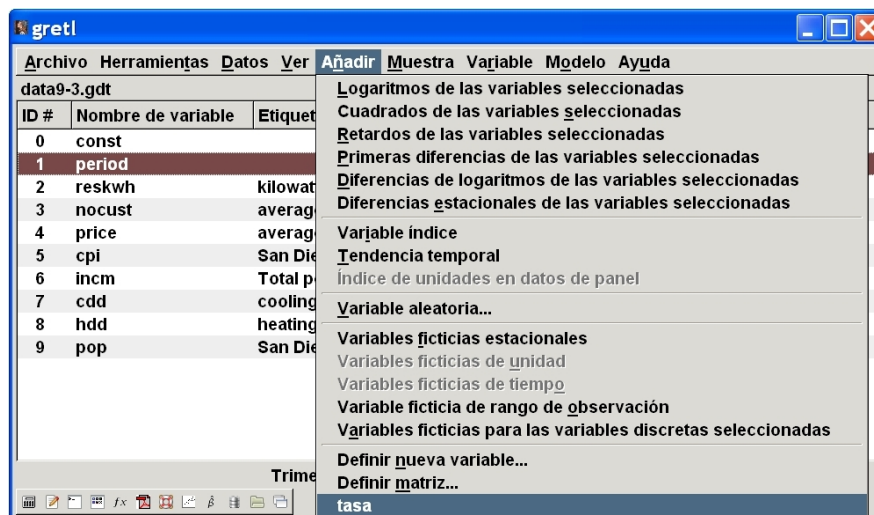 gretl
Archivo Herramientas Datos Ver Añadir Muestra Variable Modelo Ayuda
data9-3.gdt
ID # Nombre de variable Etiquet
0 const
1 period
2 reskwh kilowat
3 nocust averag
4 price averag
5 cpi San Die
6 incm Total p
7 cdd cooling
8 hdd heating
9 pop San Die
Trime
Logaritmos de las variables seleccionadas
Cuadrados de las variables seleccionadas
Retardos de las variables seleccionadas
Primeras diferencias de las variables seleccionadas
Diferencias de logaritmos de las variables seleccionadas
Diferencias estacionales de las variables seleccionadas
Variable índice
Tendencia temporal
Índice de unidades en datos de panel
Variable aleatoria...
Variables ficticias estacionales
Variables ficticias de unidad
Variables ficticias de tiempo
Variable ficticia de rango de observación
Variables ficticias para las variables discretas seleccionadas
Definir nueva variable...
Definir matriz...
tasa
fx β̂